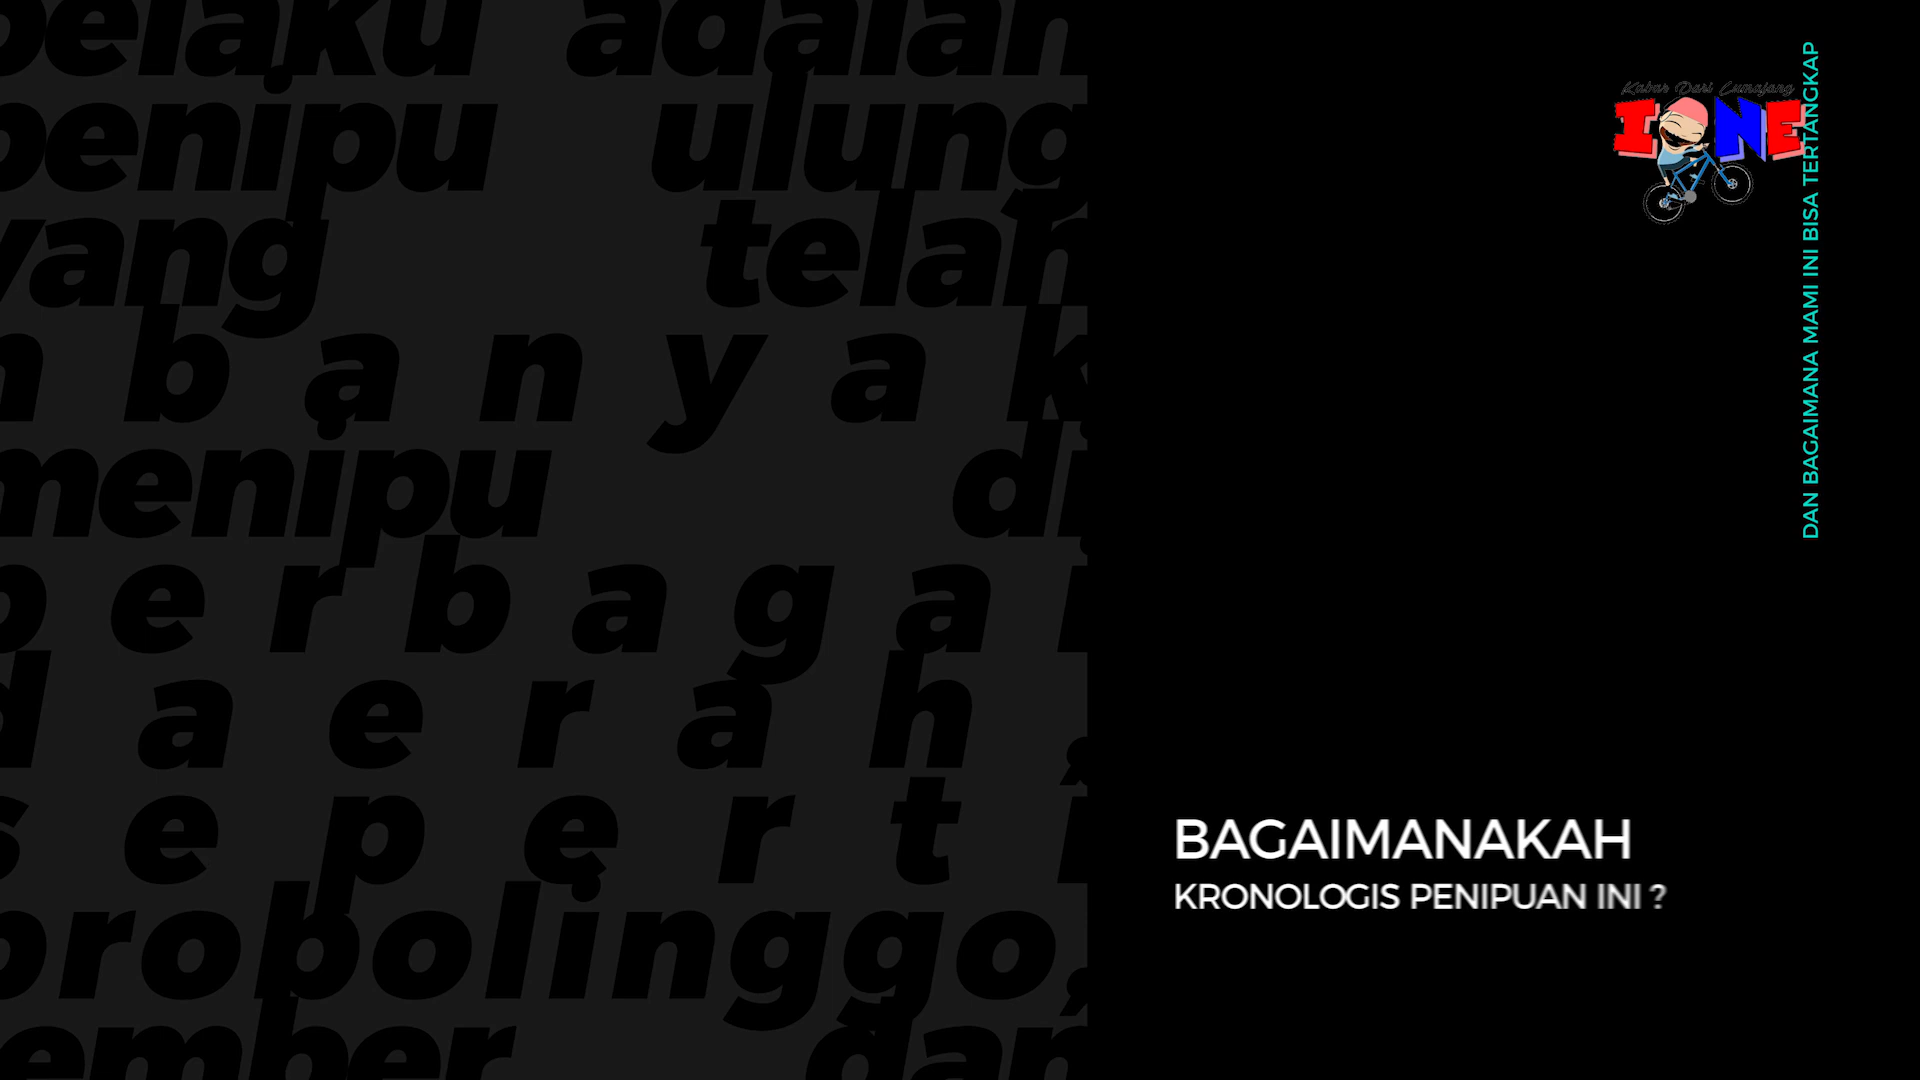 pelaku adalah
penipu ulung
yang telah
banyak
menipu di
berbagai
daerah,
seperti
probolinggo,
jember dan
Kabar Dari Lumajang
IONE
DAN BAGAIMANA MAMI INI BISA TERTANGKAP
BAGAIMANAKAH
KRONOLOGIS PENIPUAN INI ?